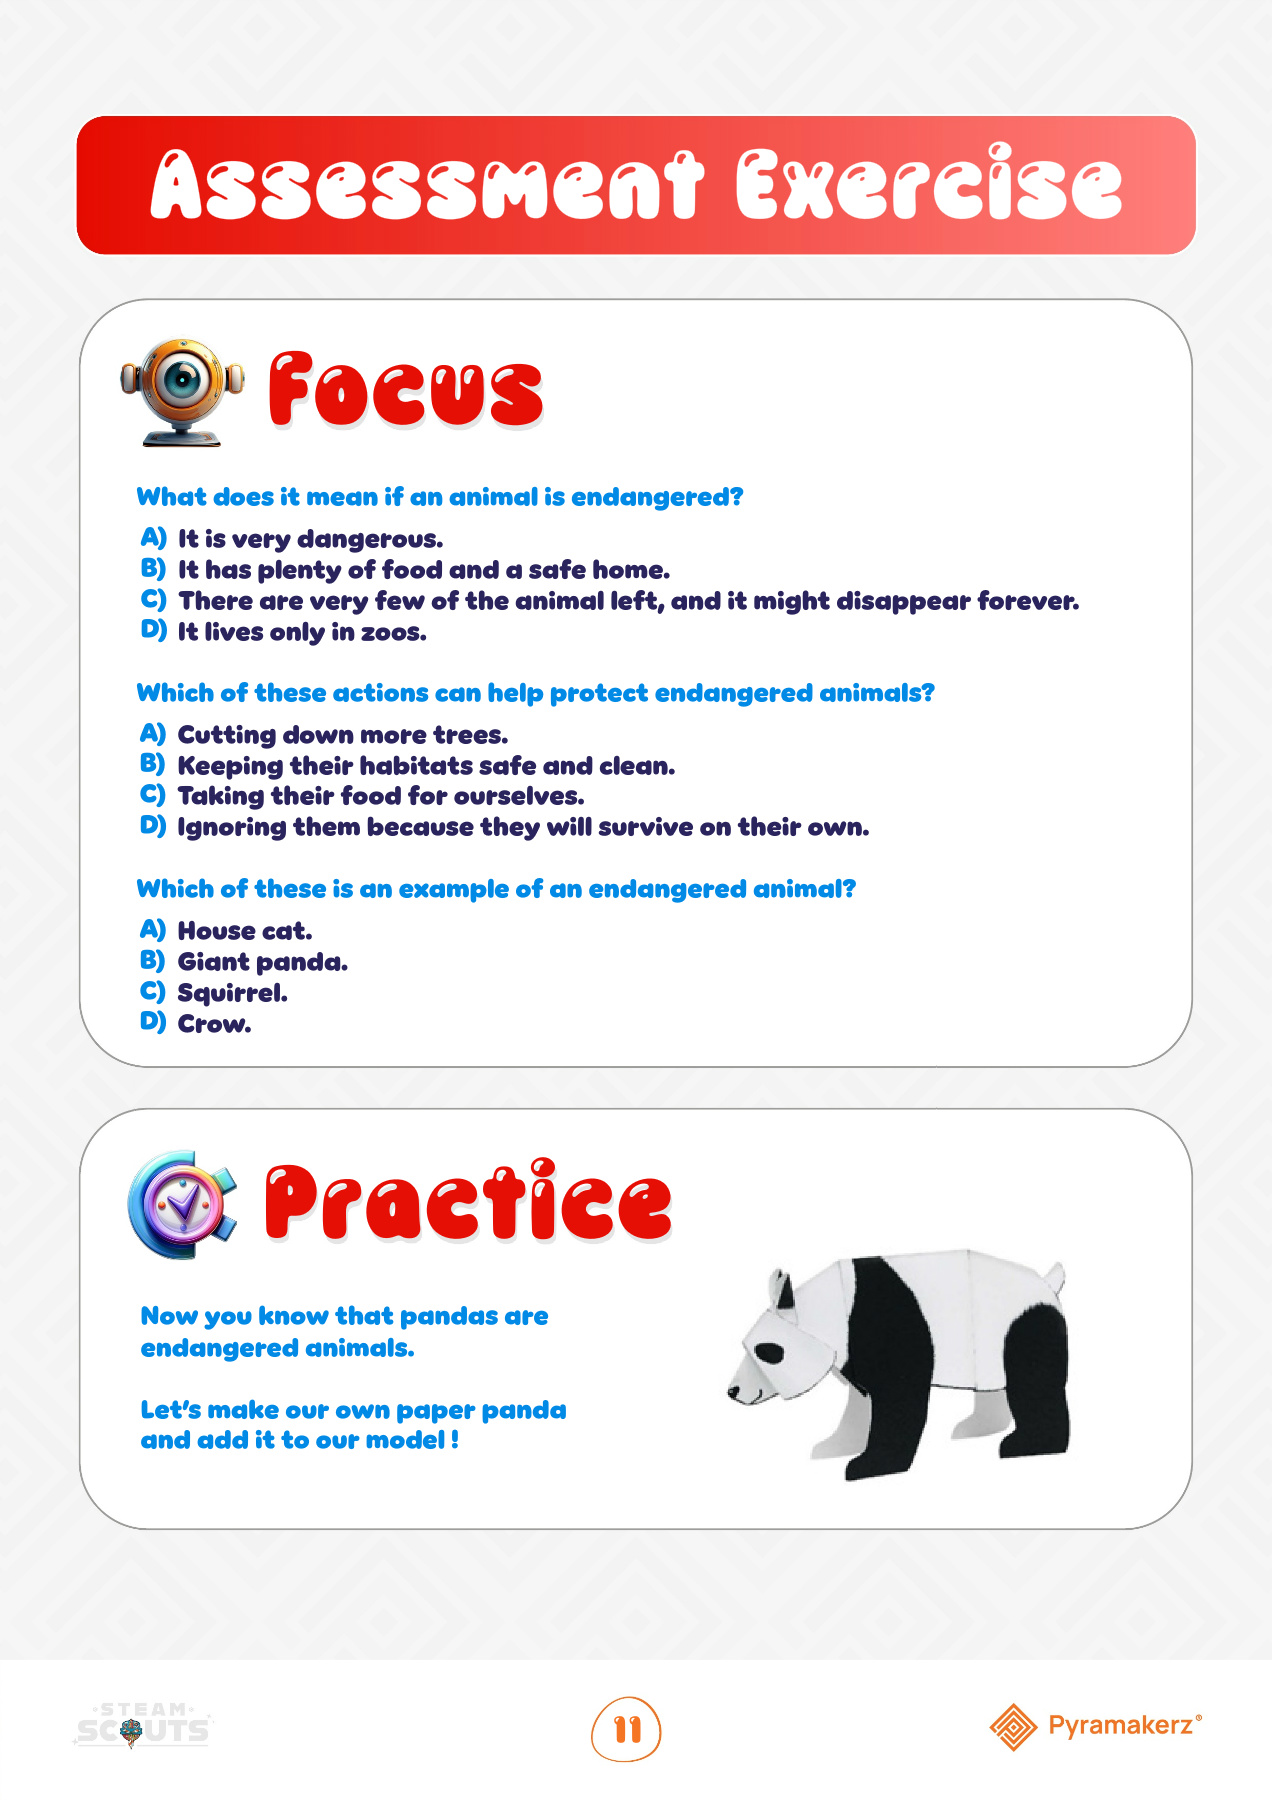 Assessment Exercise
Focus
What does it mean if an animal is endangered?
A) It is very dangerous.
B) It has plenty of food and a safe home.
C) There are very few of the animal left, and it might disappear forever.
D) It lives only in zoos.
Which of these actions can help protect endangered animals?
A) Cutting down more trees.
B) Keeping their habitats safe and clean.
C) Taking their food for ourselves.
D) Ignoring them because they will survive on their own.
Which of these is an example of an endangered animal?
A) House cat.
B) Giant panda.
C) Squirrel.
D) Crow.
Practice
Now you know that pandas are
endangered animals.
Let's make our own paper panda
and add it to our model !
STEAM
SCOUTS
11
Pyramakerz®